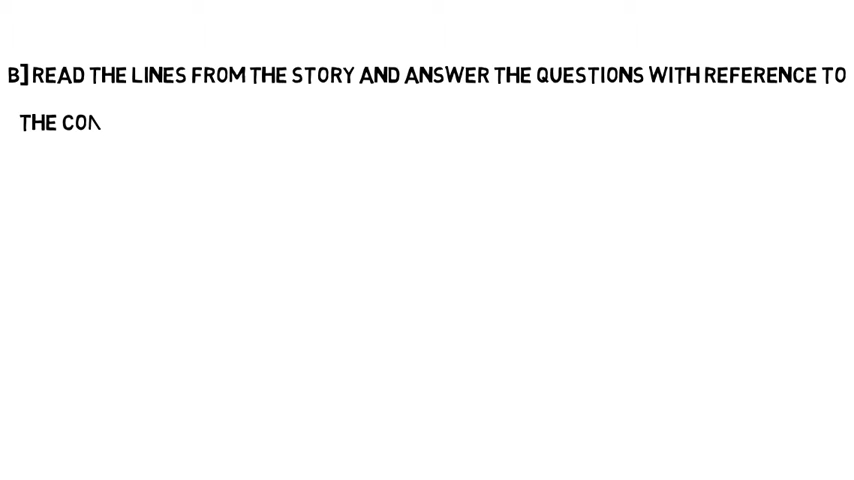 B] READ THE LINES FROM THE STORY AND ANSWER THE QUESTIONS WITH REFERENCE TO
THE CON